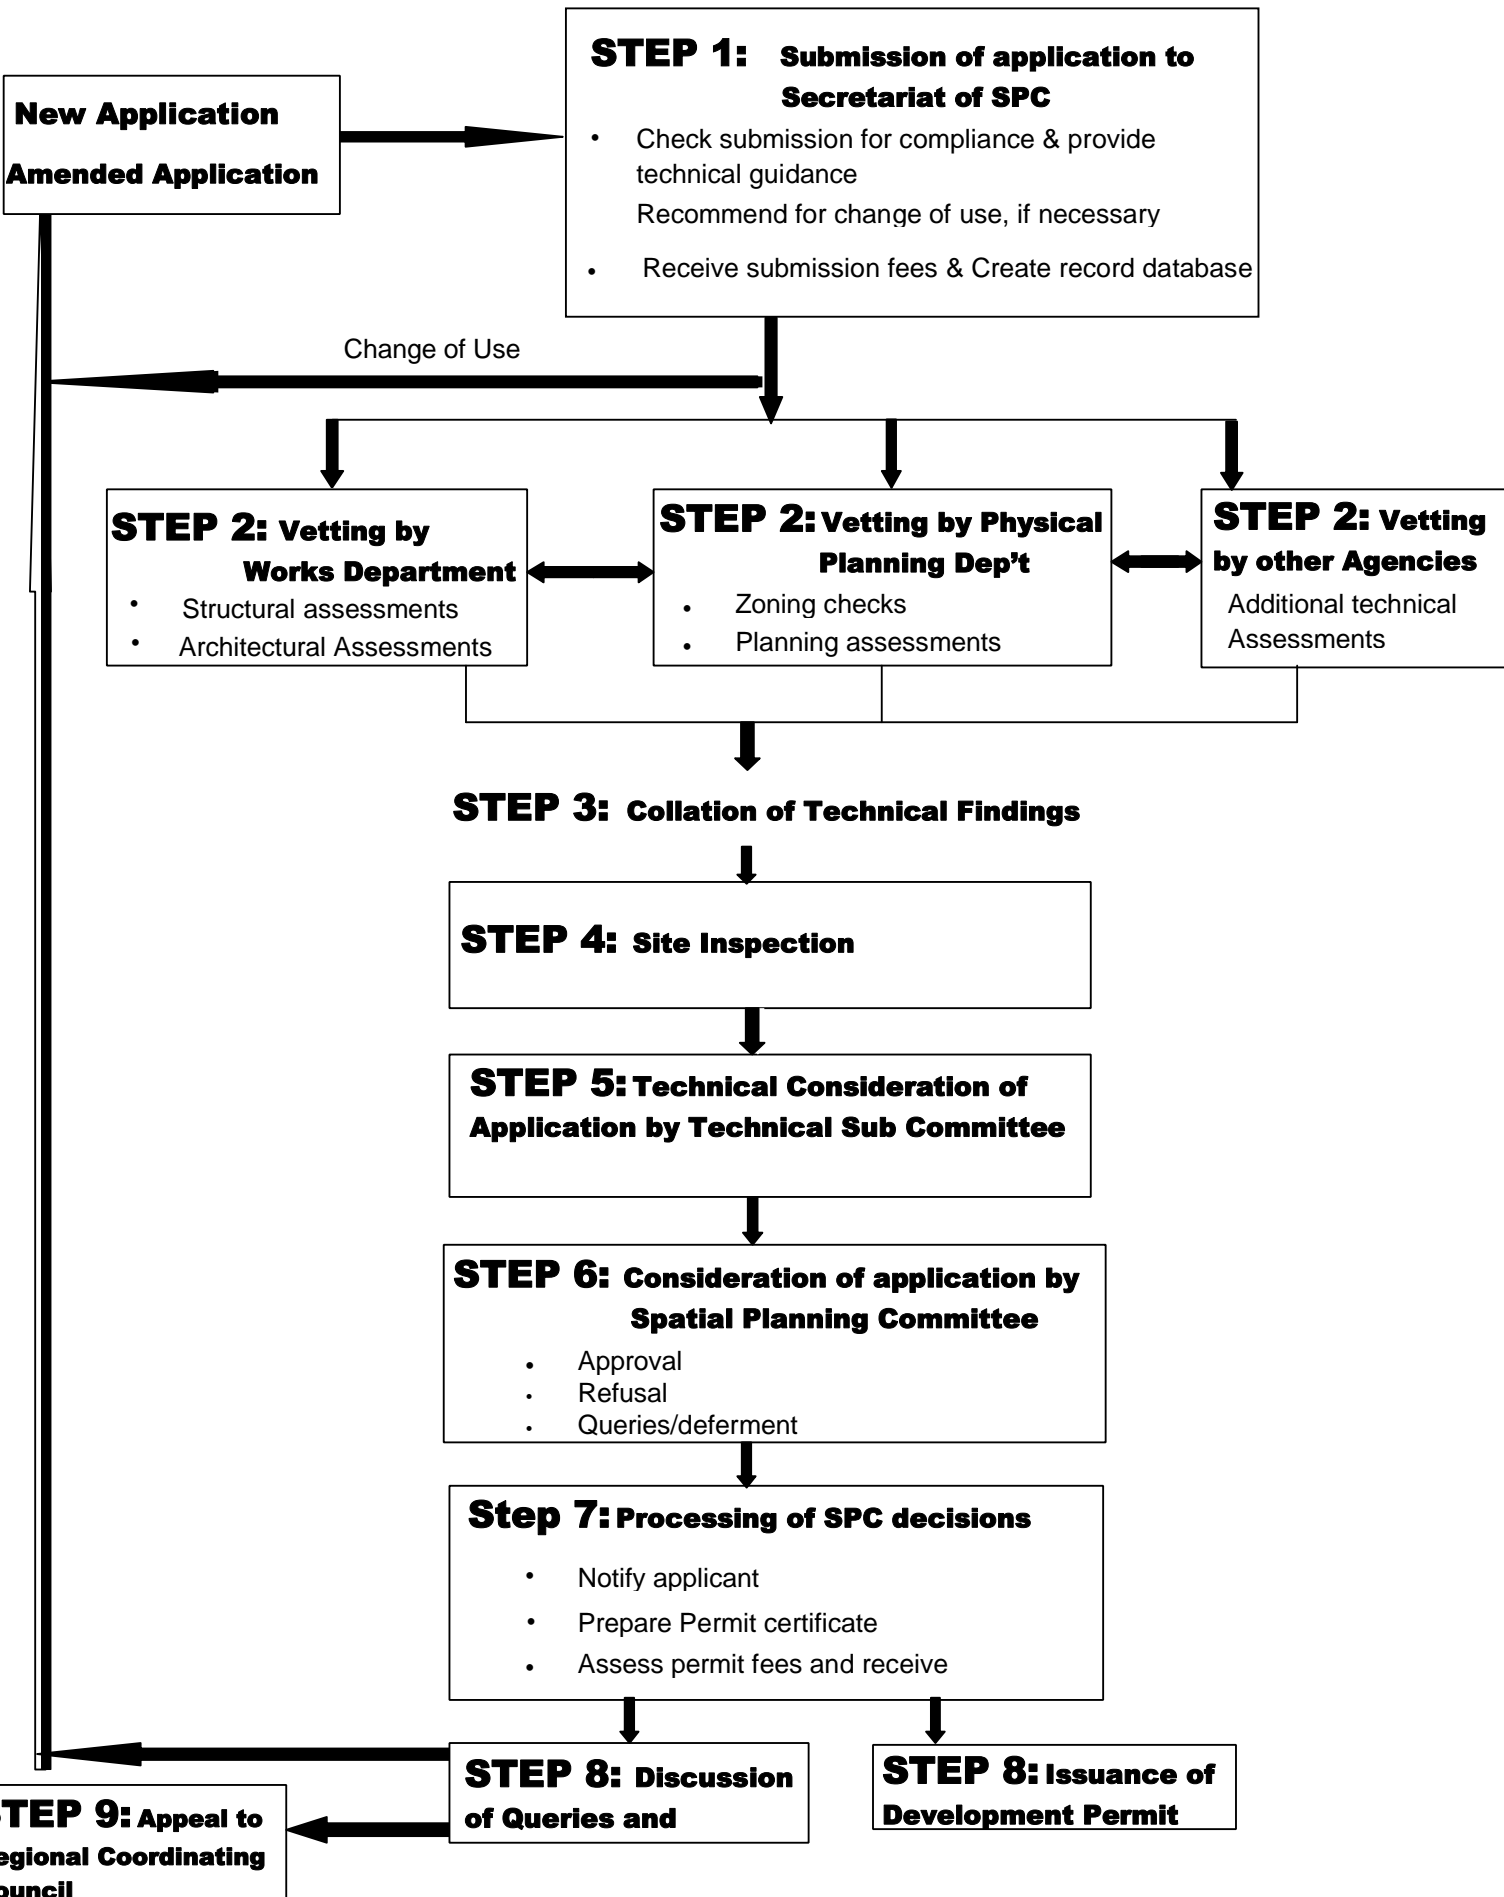 STEP 1: Submission of application to
Secretariat of SPC
• Check submission for compliance & provide
technical guidance
Recommend for change of use, if necessary
• Receive submission fees & Create record database
New Application
Amended Application
Change of Use
STEP 2: Vetting by
Works Department
• Structural assessments
• Architectural Assessments
STEP 2: Vetting by Physical
Planning Dep't
• Zoning checks
• Planning assessments
STEP 2: Vetting
by other Agencies
Additional technical
Assessments
STEP 3: Collation of Technical Findings
STEP 4: Site Inspection
STEP 5: Technical Consideration of
Application by Technical Sub Committee
STEP 6: Consideration of application by
Spatial Planning Committee
• Approval
• Refusal
• Queries/deferment
Step 7: Processing of SPC decisions
• Notify applicant
• Prepare Permit certificate
• Assess permit fees and receive
STEP 8: Discussion
of Queries and
STEP 8: Issuance of
Development Permit
TEP 9: Appeal to
egional Coordinating
ouncil